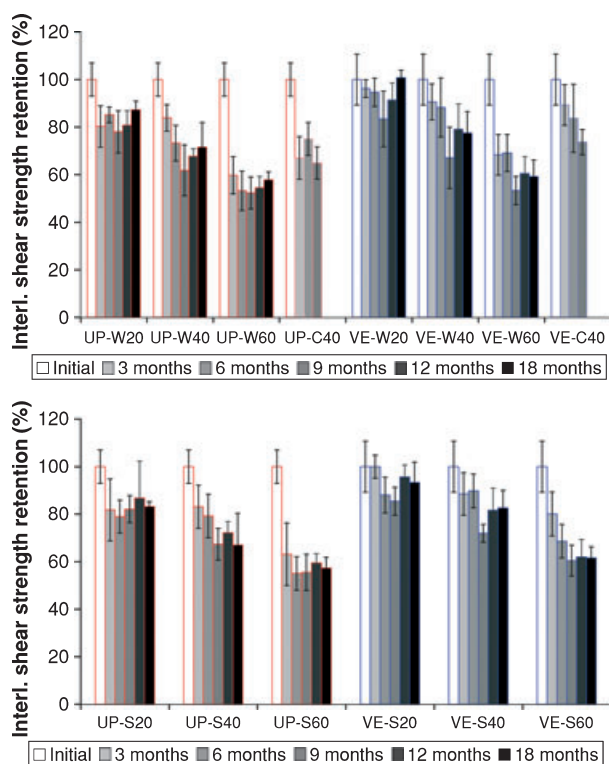 Interl. shear strength retention (%)
120
100
80
60
40
20
0
UP-W20 UP-W40 UP-W60 UP-C40 VE-W20 VE-W40 VE-W60 VE-C40
Initial 3 months 6 months 9 months 12 months 18 months
Interl. shear strength retention (%)
120
100
80
60
40
20
0
UP-S20 UP-S40 UP-S60 VE-S20 VE-S40 VE-S60
Initial 3 months 6 months 9 months 12 months 18 months